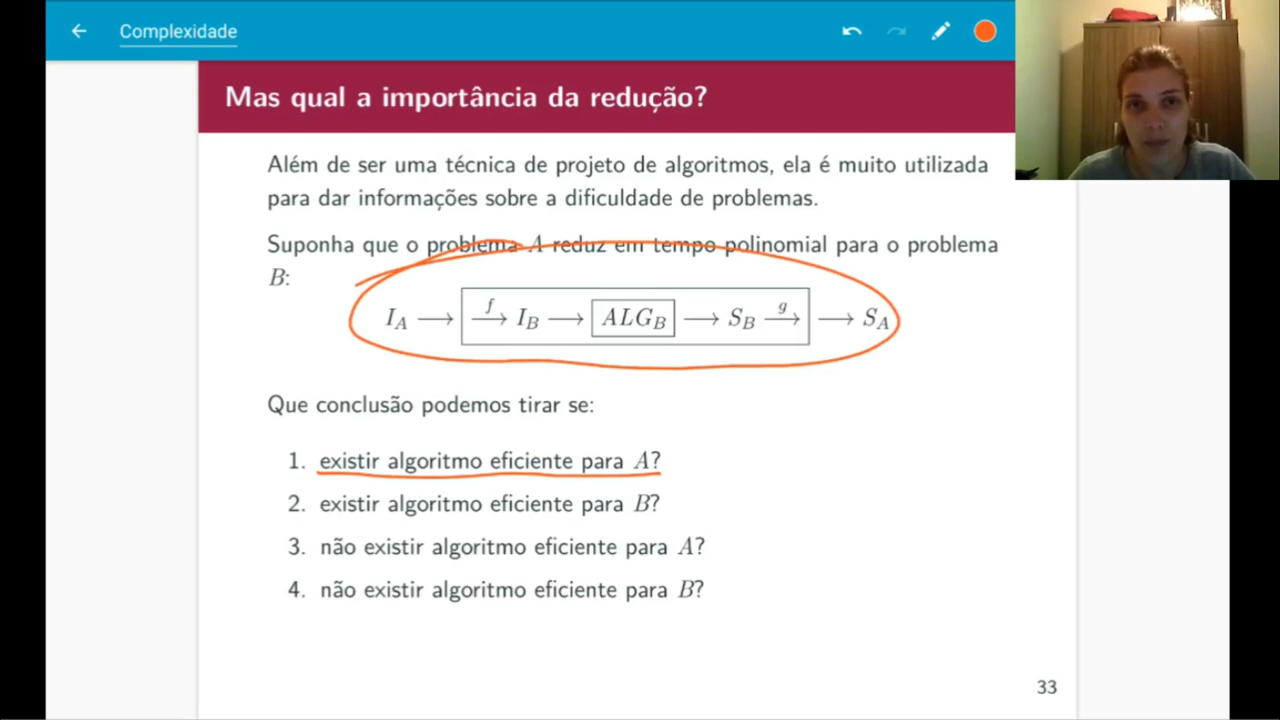 Complexidade
Mas qual a importância da redução?
Além de ser uma técnica de projeto de algoritmos, ela é muito utilizada
para dar informações sobre a dificuldade de problemas.
Suponha que o problema A reduz em tempo polinomial para o problema
B:
I_A ⟶ f⟶ I_B ⟶ ALG_B ⟶ S_B g⟶ ⟶ S_A
Que conclusão podemos tirar se:
1. existir algoritmo eficiente para A?
2. existir algoritmo eficiente para B?
3. não existir algoritmo eficiente para A?
4. não existir algoritmo eficiente para B?
33